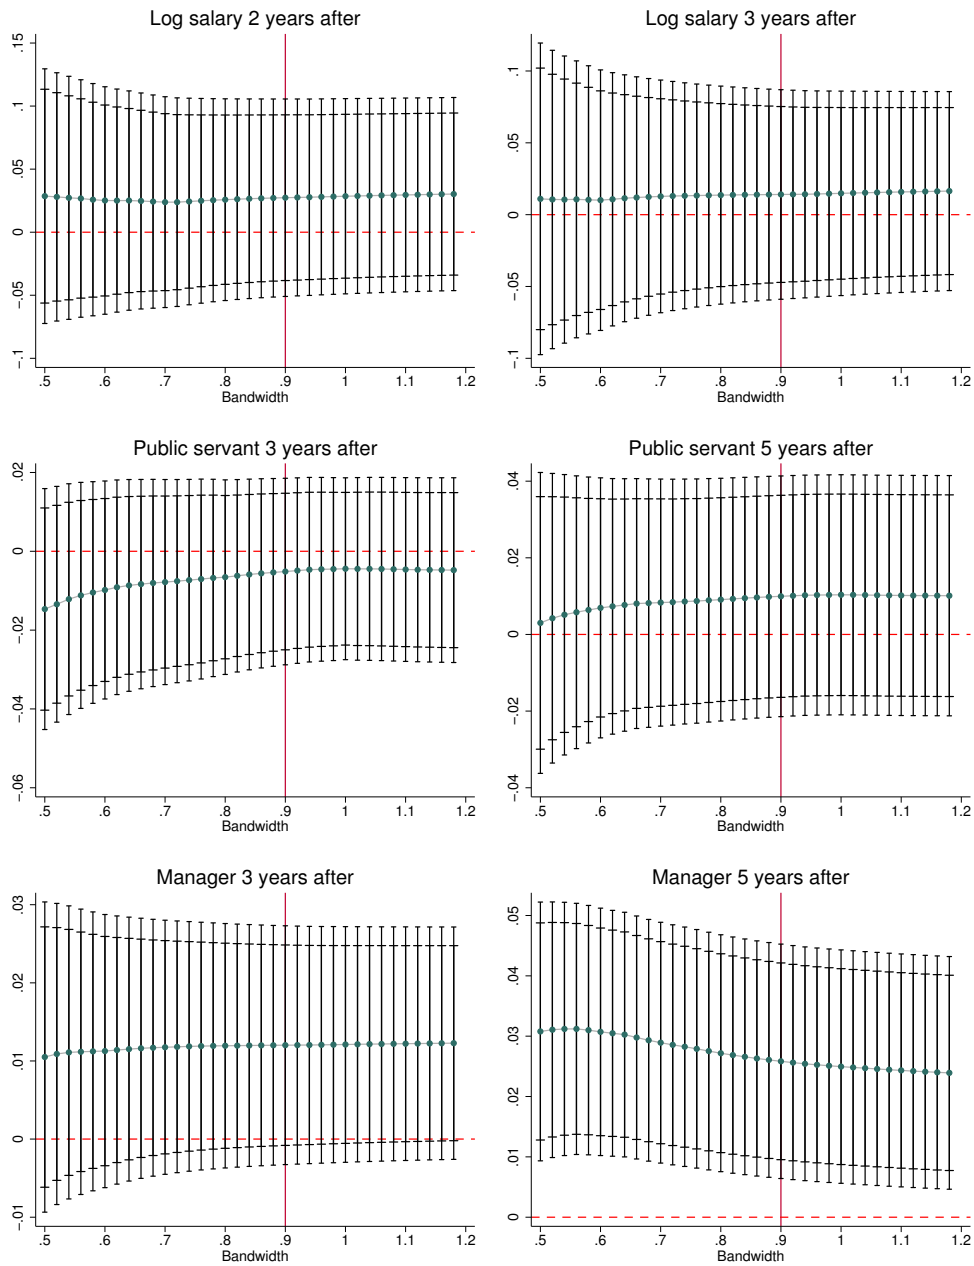 Log salary 2 years after
.15
.1
.05
0
-.05
-.1
.5 .6 .7 .8 .9 1 1.1 1.2
Bandwidth
Log salary 3 years after
.1
.05
0
-.05
-.1
.5 .6 .7 .8 .9 1 1.1 1.2
Bandwidth
Public servant 3 years after
.02
0
-.02
-.04
-.06
.5 .6 .7 .8 .9 1 1.1 1.2
Bandwidth
Public servant 5 years after
.04
.02
0
-.02
-.04
.5 .6 .7 .8 .9 1 1.1 1.2
Bandwidth
Manager 3 years after
.03
.02
.01
0
-.01
.5 .6 .7 .8 .9 1 1.1 1.2
Bandwidth
Manager 5 years after
.05
.04
.03
.02
.01
0
.5 .6 .7 .8 .9 1 1.1 1.2
Bandwidth